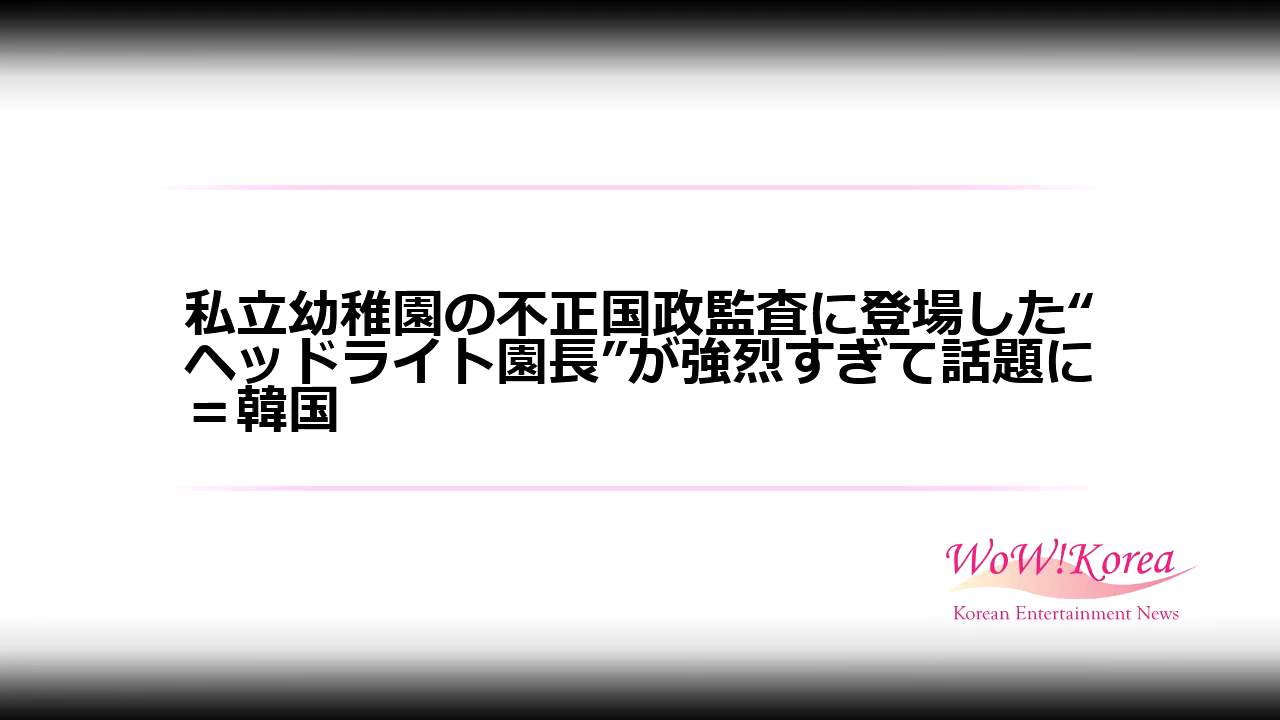 私立幼稚園の不正国政監査に登場した“
ヘッドライト園長”が強烈すぎて話題に
＝韓国
WoW!Korea
Korean Entertainment News